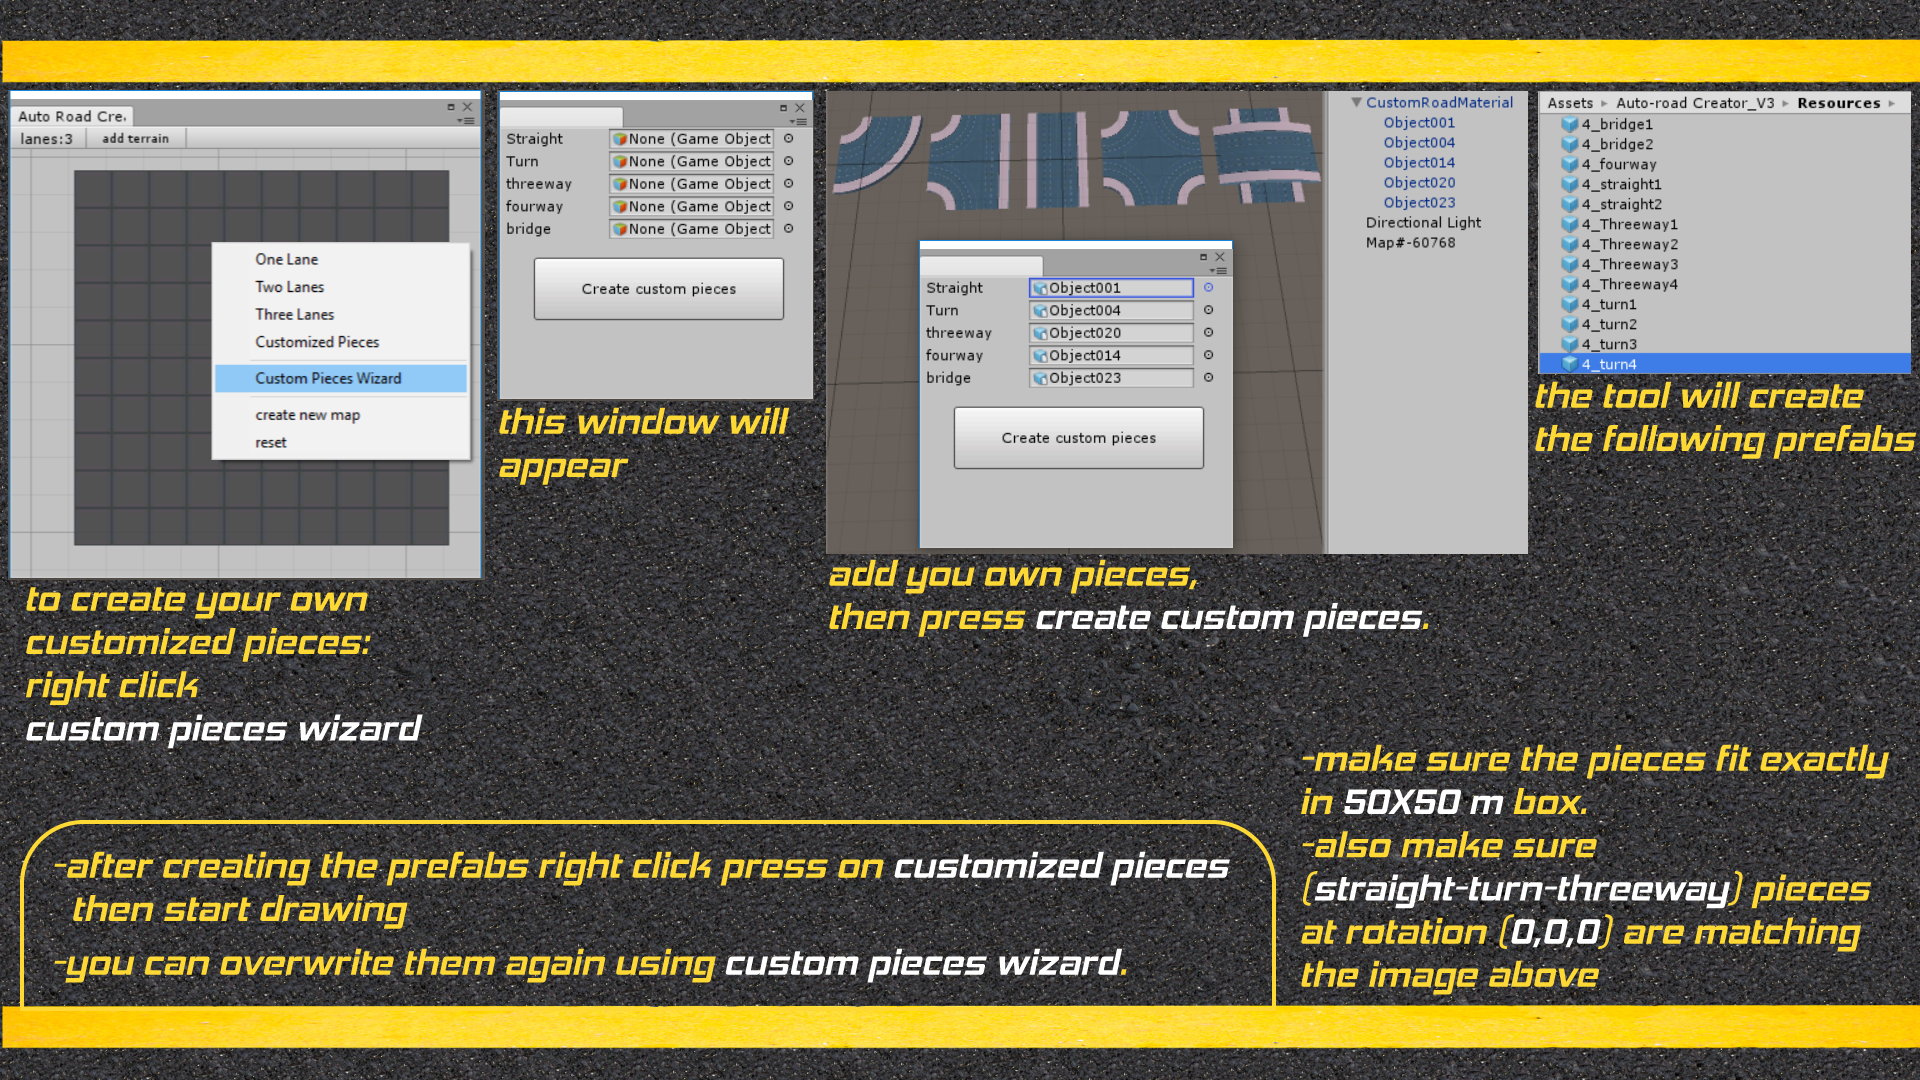 Auto Road Cre.
lanes:3
add terrain
One Lane
Two Lanes
Three Lanes
Customized Pieces
Custom Pieces Wizard
create new map
reset
to create your own
customized pieces:
right click
custom pieces wizard
Straight None (Game Object
Turn None (Game Object
threeway None (Game Object
fourway None (Game Object
bridge None (Game Object
Create custom pieces
this window will
appear
Straight Object001
Turn Object004
threeway Object020
fourway Object014
bridge Object023
Create custom pieces
CustomRoadMaterial
Object001
Object004
Object014
Object020
Object023
Directional Light
Map#-60768
add you own pieces,
then press create custom pieces.
Assets Auto-road Creator_V3 Resources
4_bridge1
4_bridge2
4_fourway
4_straight1
4_straight2
4_Threeway1
4_Threeway2
4_Threeway3
4_Threeway4
4_turn1
4_turn2
4_turn3
4_turn4
the tool will create
the following prefabs
-after creating the prefabs right click press on customized pieces
then start drawing
-you can overwrite them again using custom pieces wizard.
-make sure the pieces fit exactly
in 50X50 m box.
-also make sure
(straight-turn-threeway) pieces
at rotation (0,0,0) are matching
the image above